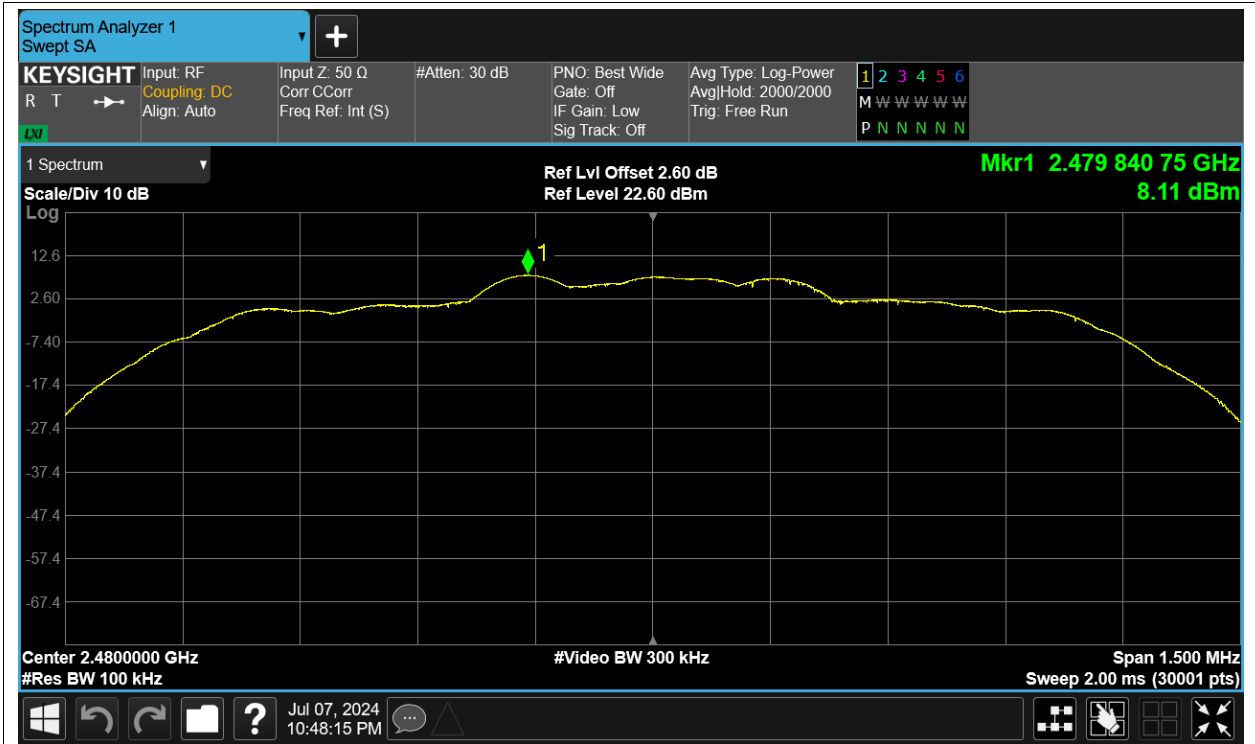 Spectrum Analyzer 1
Swept SA
KEYSIGHT
R T
LXI
Input: RF
Coupling: DC
Align: Auto
Input Z: 50 Ω
Corr CCorr
Freq Ref: Int (S)
#Atten: 30 dB
PNO: Best Wide
Gate: Off
IF Gain: Low
Sig Track: Off
Avg Type: Log-Power
Avg|Hold: 2000/2000
Trig: Free Run
1 2 3 4 5 6
M W W W W W
P N N N N N
1 Spectrum
Scale/Div 10 dB
Log
Ref Lvl Offset 2.60 dB
Ref Level 22.60 dBm
Mkr1 2.479 840 75 GHz
8.11 dBm
1
12.6
2.60
-7.40
-17.4
-27.4
-37.4
-47.4
-57.4
-67.4
Center 2.4800000 GHz
#Res BW 100 kHz
#Video BW 300 kHz
Span 1.500 MHz
Sweep 2.00 ms (30001 pts)
?
Jul 07, 2024
10:48:15 PM